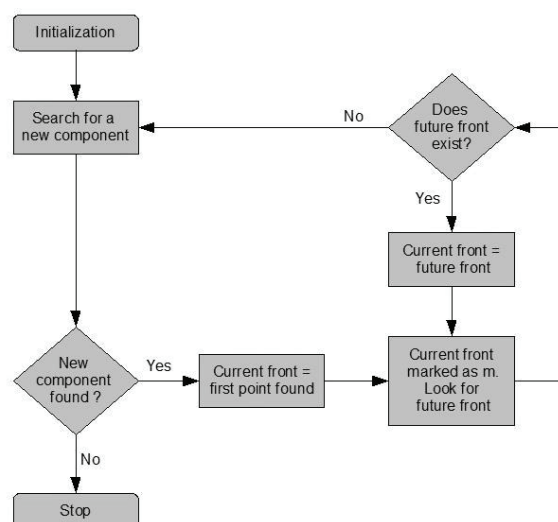 Initialization
Search for a
new component
No
Does
future front
exist?
Yes
Current front =
future front
New
component
found ?
Yes
Current front =
first point found
Current front
marked as m.
Look for
future front
No
Stop